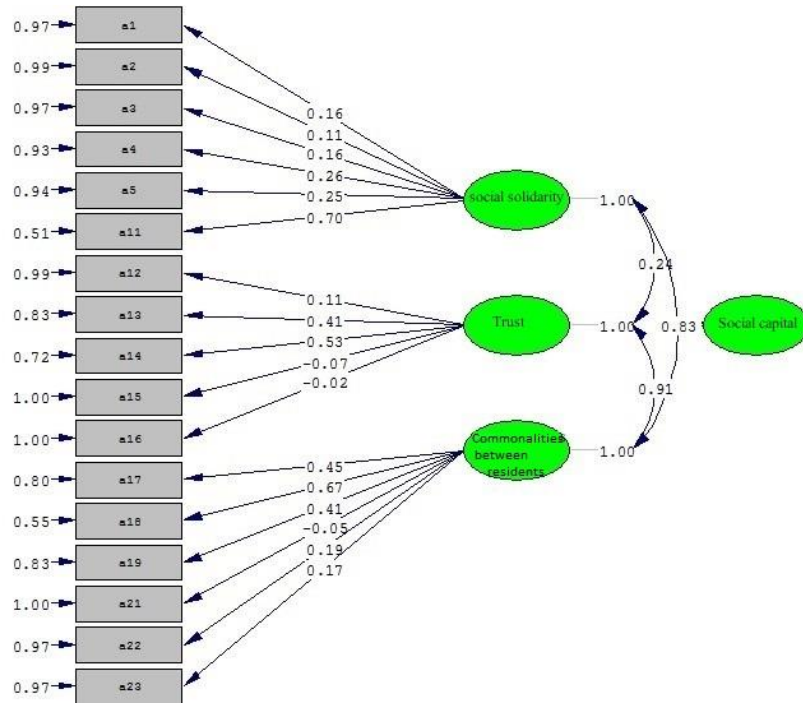 0.97 a1
0.99 a2
0.97 a3
0.93 a4
0.94 a5
0.51 a11
0.99 a12
0.83 a13
0.72 a14
1.00 a15
1.00 a16
0.80 a17
0.55 a18
0.83 a19
1.00 a21
0.97 a22
0.97 a23
0.16
0.11
0.16
0.26
0.25
0.70
0.11
0.41
0.53
-0.07
-0.02
0.45
0.67
0.41
-0.05
0.19
0.17
social solidarity
1.00
Trust
1.00
Commonalities
between
residents
1.00
0.24
0.83
0.91
Social capital